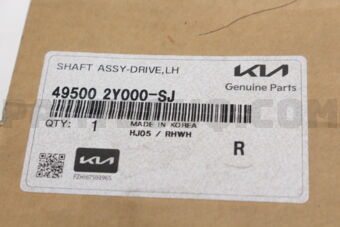 SHAFT ASSY-DRIVE,LH
KIA
Genuine Parts
49500 2Y000-SJ
QTY: 1
MADE IN KOREA
HJ05 / RHWH
R
KIA